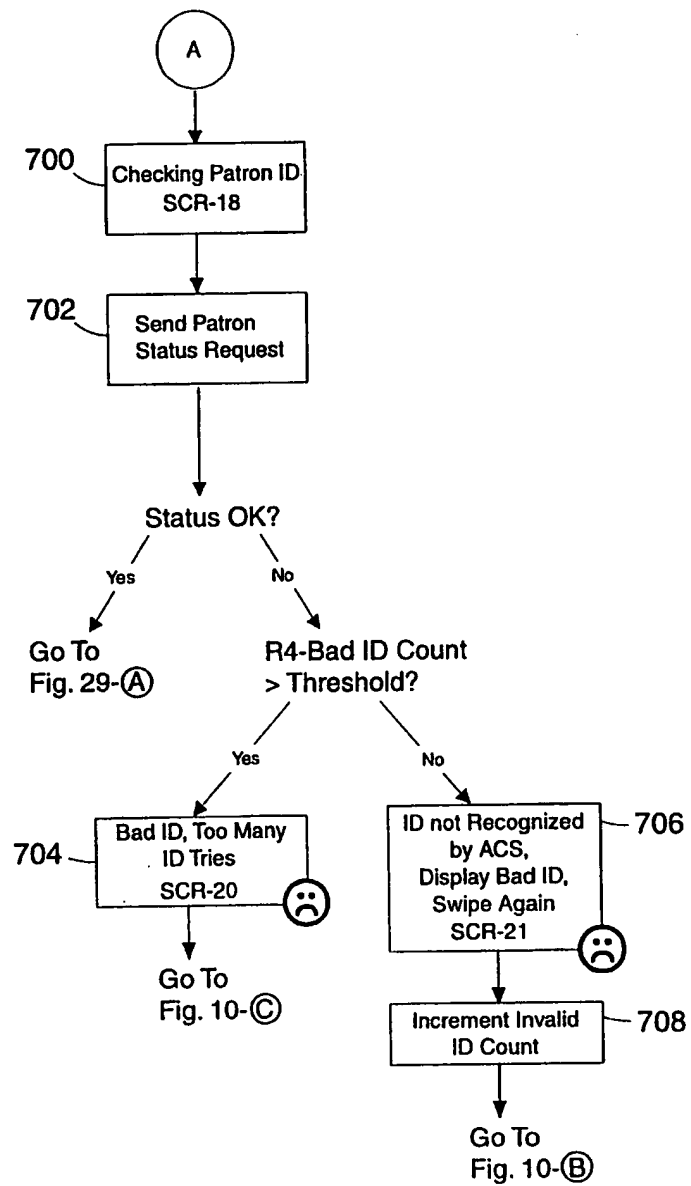 A
700
Checking Patron ID
SCR-18
702
Send Patron
Status Request
Status OK?
Yes
No
Go To
Fig. 29-Ⓐ
R4-Bad ID Count
> Threshold?
Yes
No
704
Bad ID, Too Many
ID Tries
SCR-20
706
ID not Recognized
by ACS,
Display Bad ID,
Swipe Again
SCR-21
Go To
Fig. 10-Ⓒ
Increment Invalid
ID Count
708
Go To
Fig. 10-Ⓑ